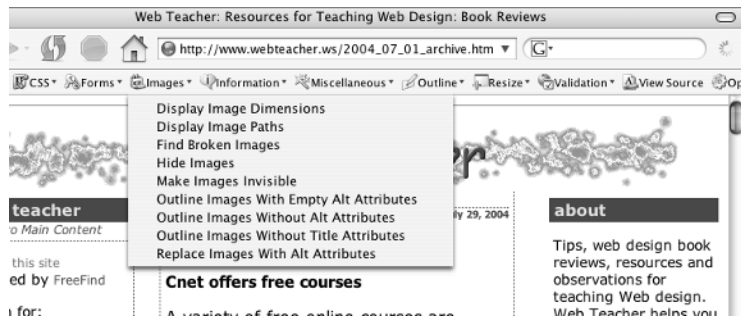 Web Teacher: Resources for Teaching Web Design: Book Reviews
http://www.webteacher.ws/2004_07_01_archive.htm G
CSS Forms Images Information Miscellaneous Outline Resize Validation View Source Op
Display Image Dimensions
Display Image Paths
Find Broken Images
Hide Images
Make Images Invisible
Outline Images With Empty Alt Attributes
Outline Images Without Alt Attributes
Outline Images Without Title Attributes
Replace Images With Alt Attributes
er
teacher
o Main Content
this site
ed by FreeFind
for:
ly 29, 2004
Cnet offers free courses
A variety of free online courses are
about
Tips, web design book
reviews, resources and
observations for
teaching Web design.
Web Teacher helps you